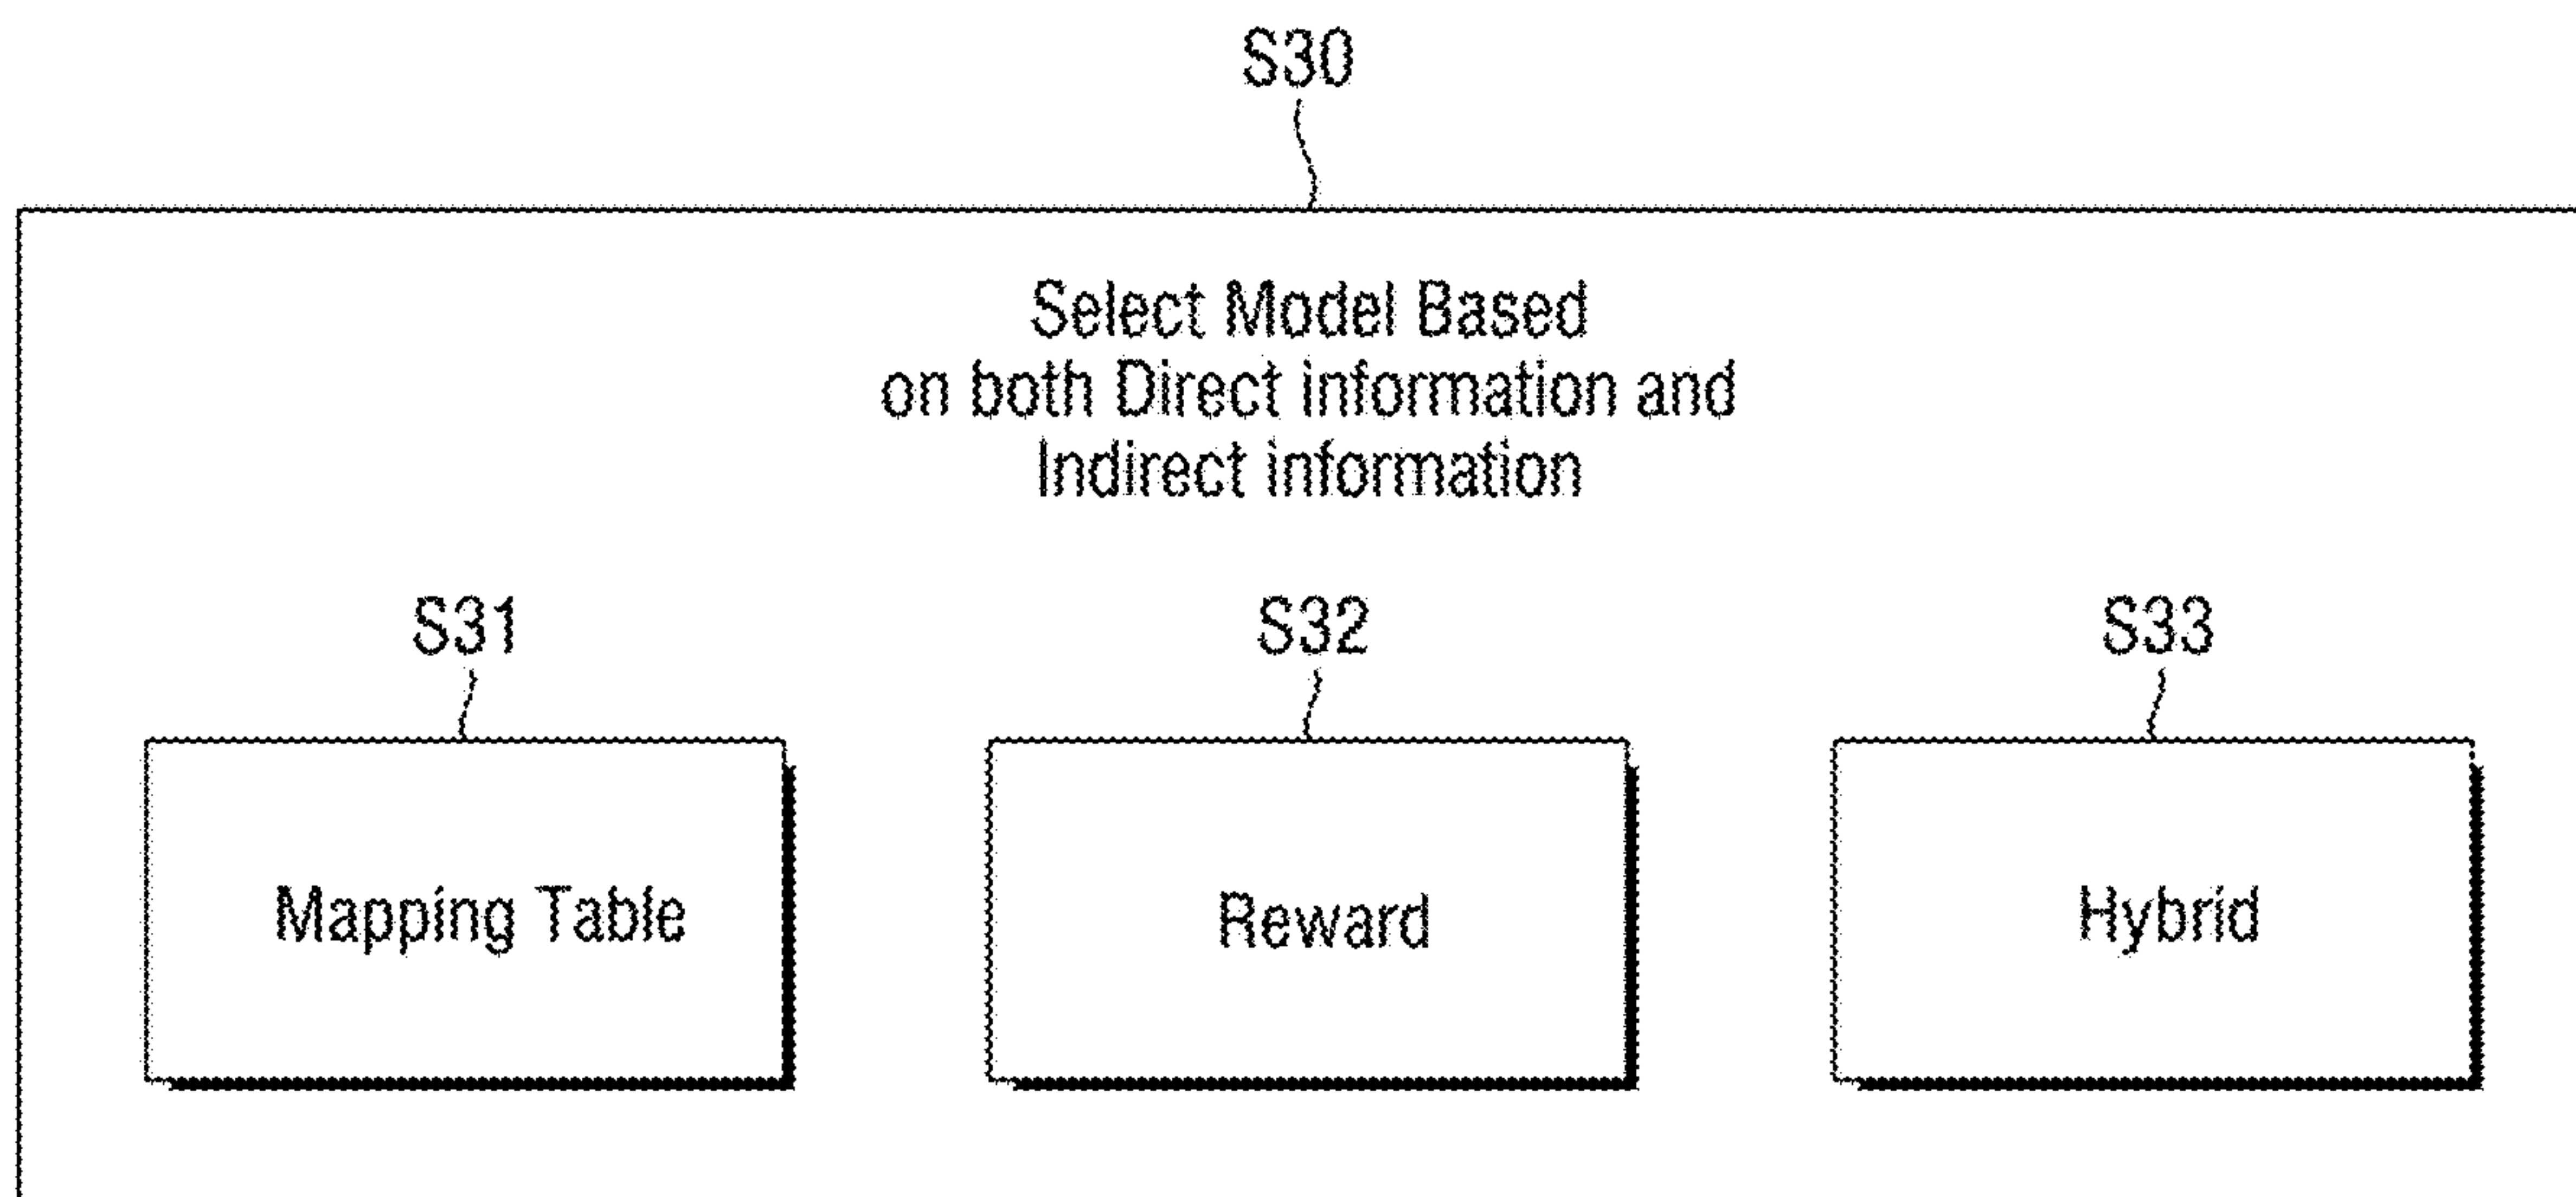 S30
Select Model Based
on both Direct information and
Indirect information
S31 S32 S33
Mapping Table Reward Hybrid